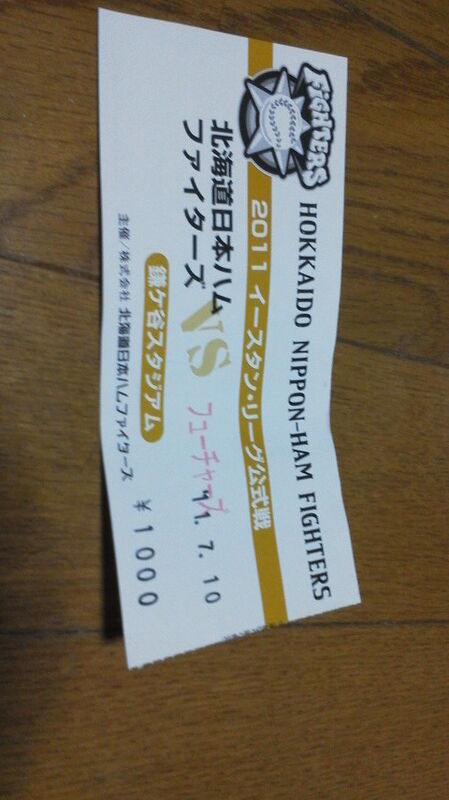 FIGHTERS
HOKKAIDO NIPPON-HAM FIGHTERS
2011 イースタン・リーグ公式戦
北海道日本ハム
ファイターズ
VS
フューチャーズ
11. 7. 10
鎌ケ谷スタジアム
主催/株式会社 北海道日本ハムファイターズ
¥1000